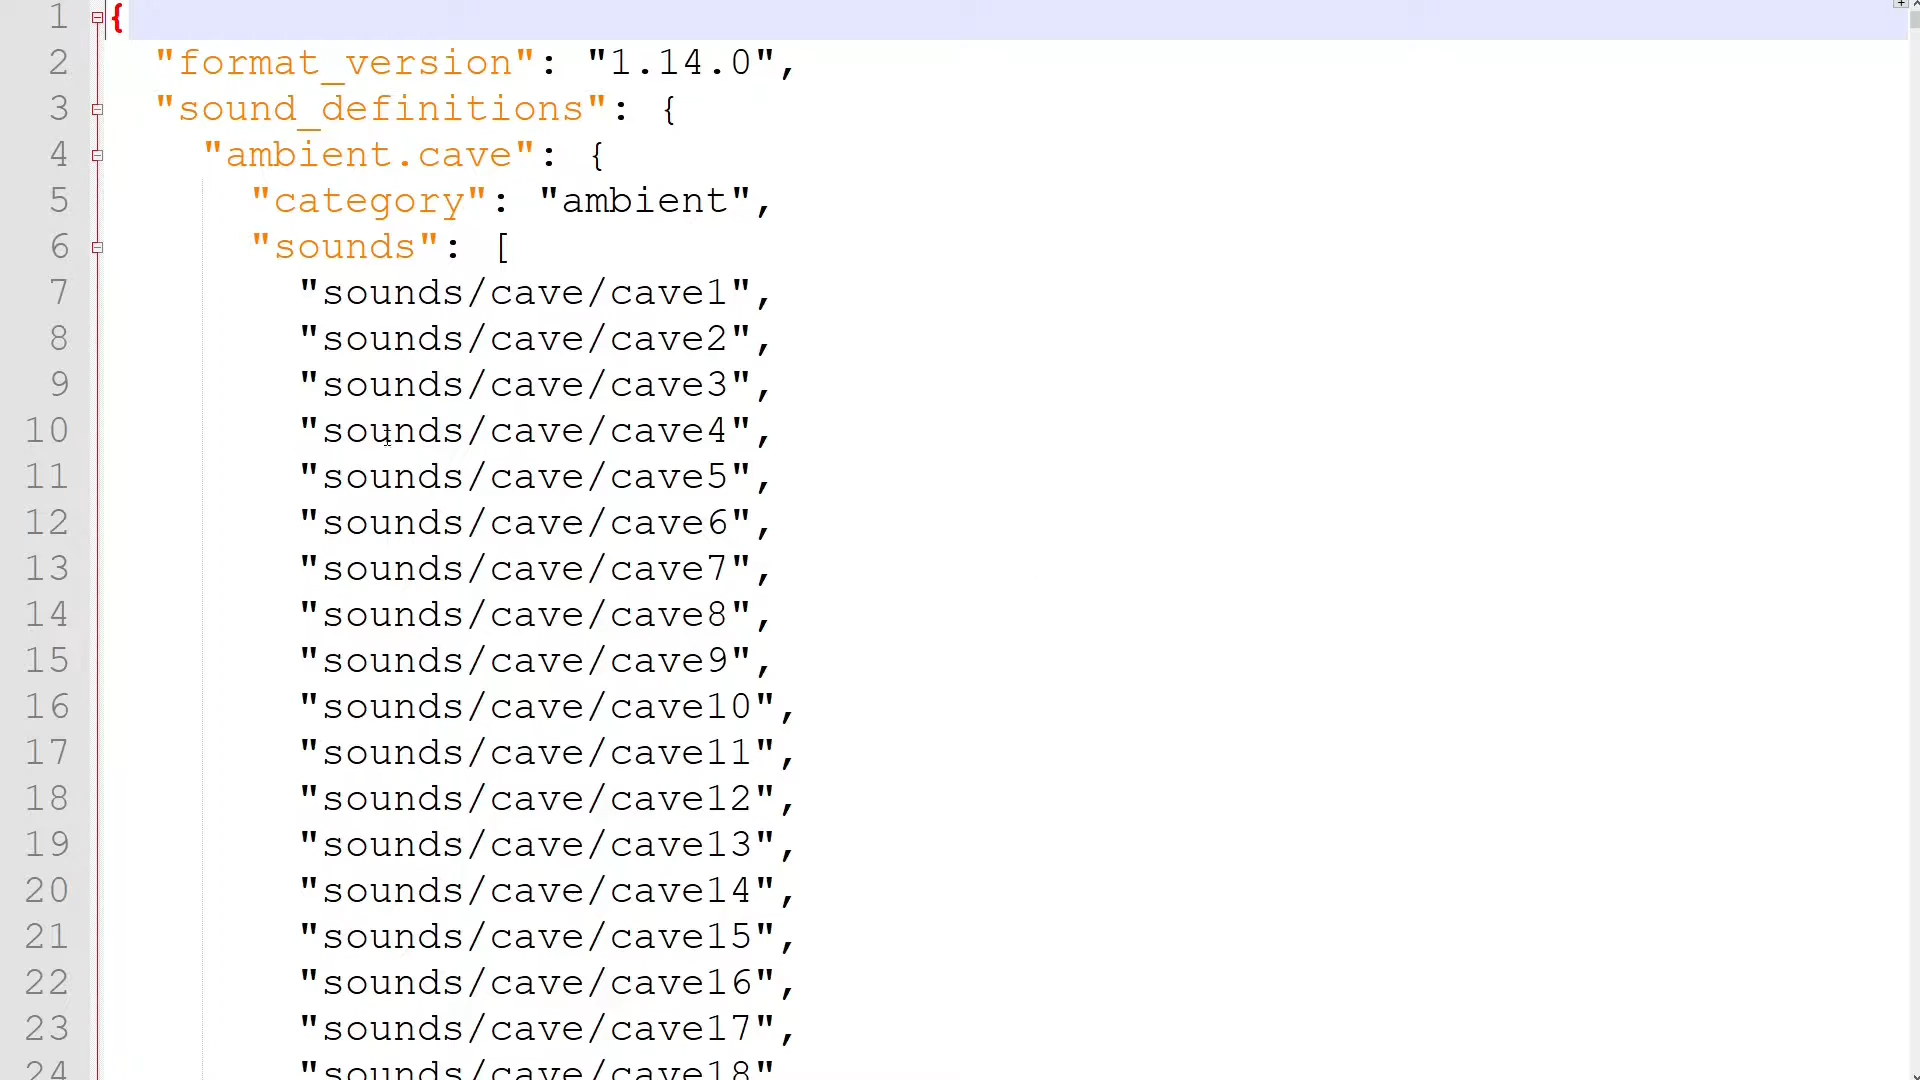 1 {
2 "format_version": "1.14.0",
3 "sound_definitions": {
4 "ambient.cave": {
5 "category": "ambient",
6 "sounds": [
7 "sounds/cave/cave1",
8 "sounds/cave/cave2",
9 "sounds/cave/cave3",
10 "sounds/cave/cave4",
11 "sounds/cave/cave5",
12 "sounds/cave/cave6",
13 "sounds/cave/cave7",
14 "sounds/cave/cave8",
15 "sounds/cave/cave9",
16 "sounds/cave/cave10",
17 "sounds/cave/cave11",
18 "sounds/cave/cave12",
19 "sounds/cave/cave13",
20 "sounds/cave/cave14",
21 "sounds/cave/cave15",
22 "sounds/cave/cave16",
23 "sounds/cave/cave17",
24 "sounds/cave/cave18"